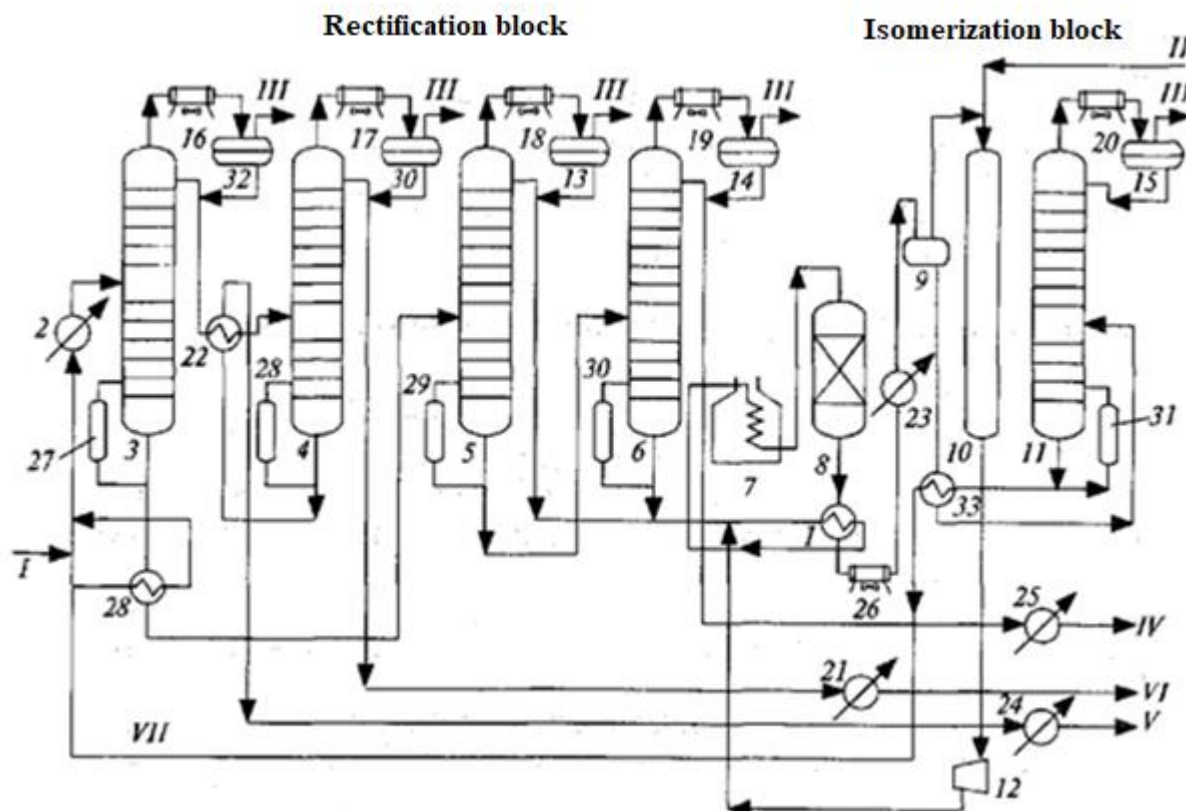 Rectification block
Isomerization block
II
III III III III III
16 17 18 19 20
32 30 13 14 9 15
2
22 28 29 30 23
27 3 4 5 6 7 8 10 11 31
33
I 1
28 26 25 IV
21 VI
24 V
VII
12